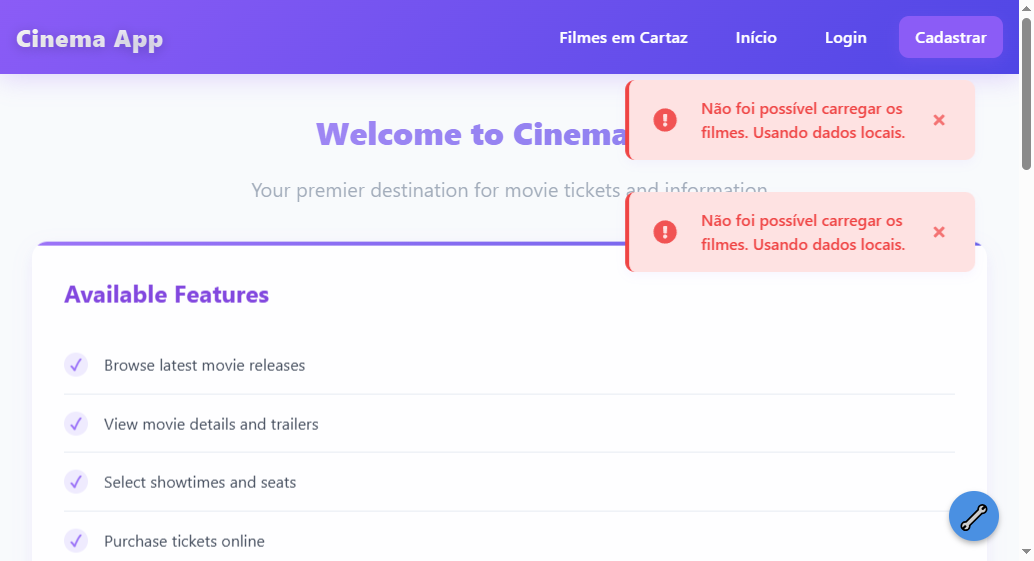 Cinema App
Filmes em Cartaz
Início
Login
Cadastrar
Não foi possível carregar os
filmes. Usando dados locais.
Welcome to Cinema
Your premier destination for movie tickets and information
Não foi possível carregar os
filmes. Usando dados locais.
Available Features
Browse latest movie releases
View movie details and trailers
Select showtimes and seats
Purchase tickets online